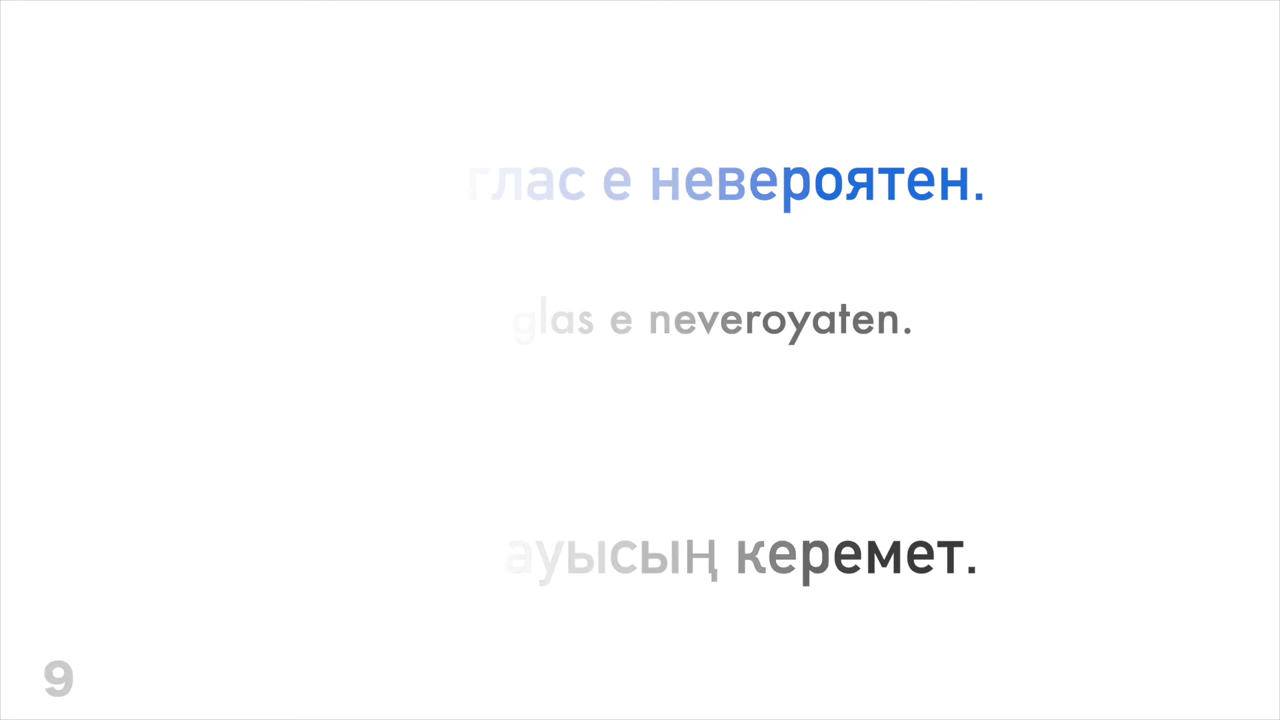 глас е невероятен.
glas e neveroyaten.
ауысың керемет.
9